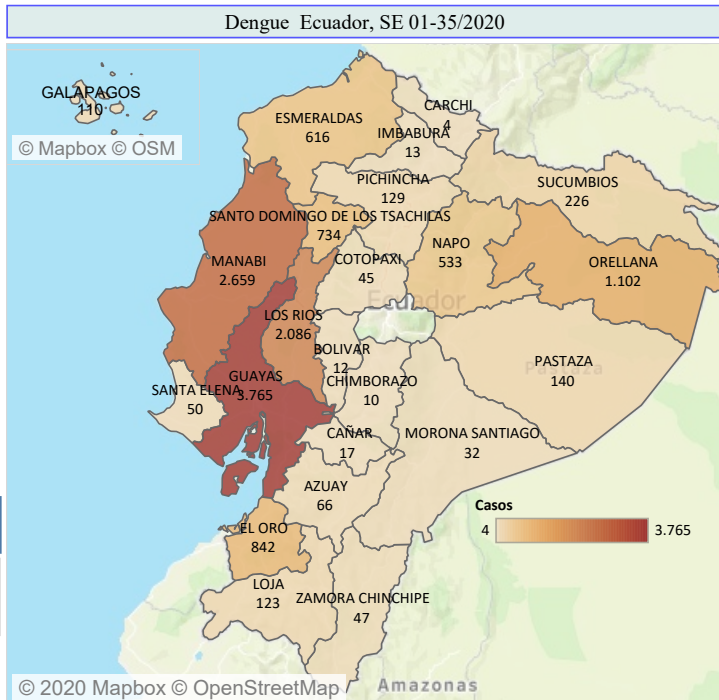 Dengue Ecuador, SE 01-35/2020
GALAPAGOS
110
© Mapbox © OSM
ESMERALDAS
616
CARCHI
4
IMBABURA
13
PICHINCHA
129
SUCUMBIOS
226
SANTO DOMINGO DE LOS TSACHILAS
734
MANABI
2.659
COTOPAXI
45
NAPO
533
ORELLANA
1.102
Ecuador
LOS RIOS
2.086
BOLIVAR
12
PASTAZA
140
Pastaza
GUAYAS
3.765
CHIMBORAZO
10
SANTA ELENA
50
CAÑAR
17
MORONA SANTIAGO
32
AZUAY
66
Casos
4
3.765
EL ORO
842
LOJA
123
ZAMORA CHINCHIPE
47
© 2020 Mapbox © OpenStreetMap
Amazonas